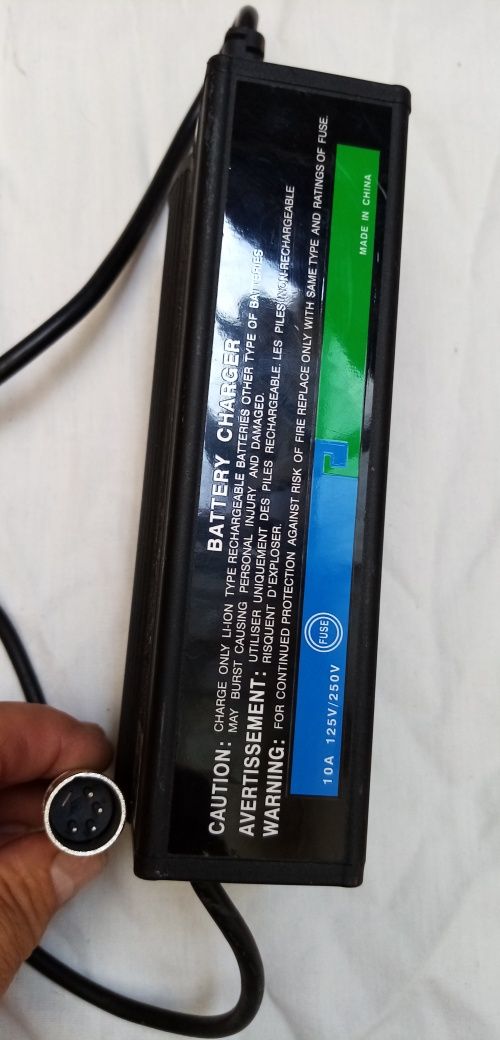 BATTERY CHARGER
CAUTION: CHARGE ONLY LI-ION TYPE RECHARGEABLE BATTERIES OTHER TYPE OF BATTERIES
MAY BURST CAUSING PERSONAL INJURY AND DAMAGED.
AVERTISSEMENT: UTILISER UNIQUEMENT DES PILES RECHARGEABLE. LES PILES NON-RECHARGEABLE
RISQUENT D'EXPLOSER.
WARNING: FOR CONTINUED PROTECTION AGAINST RISK OF FIRE REPLACE ONLY WITH SAME TYPE AND RATINGS OF FUSE.
10A 125V/250V FUSE
MADE IN CHINA